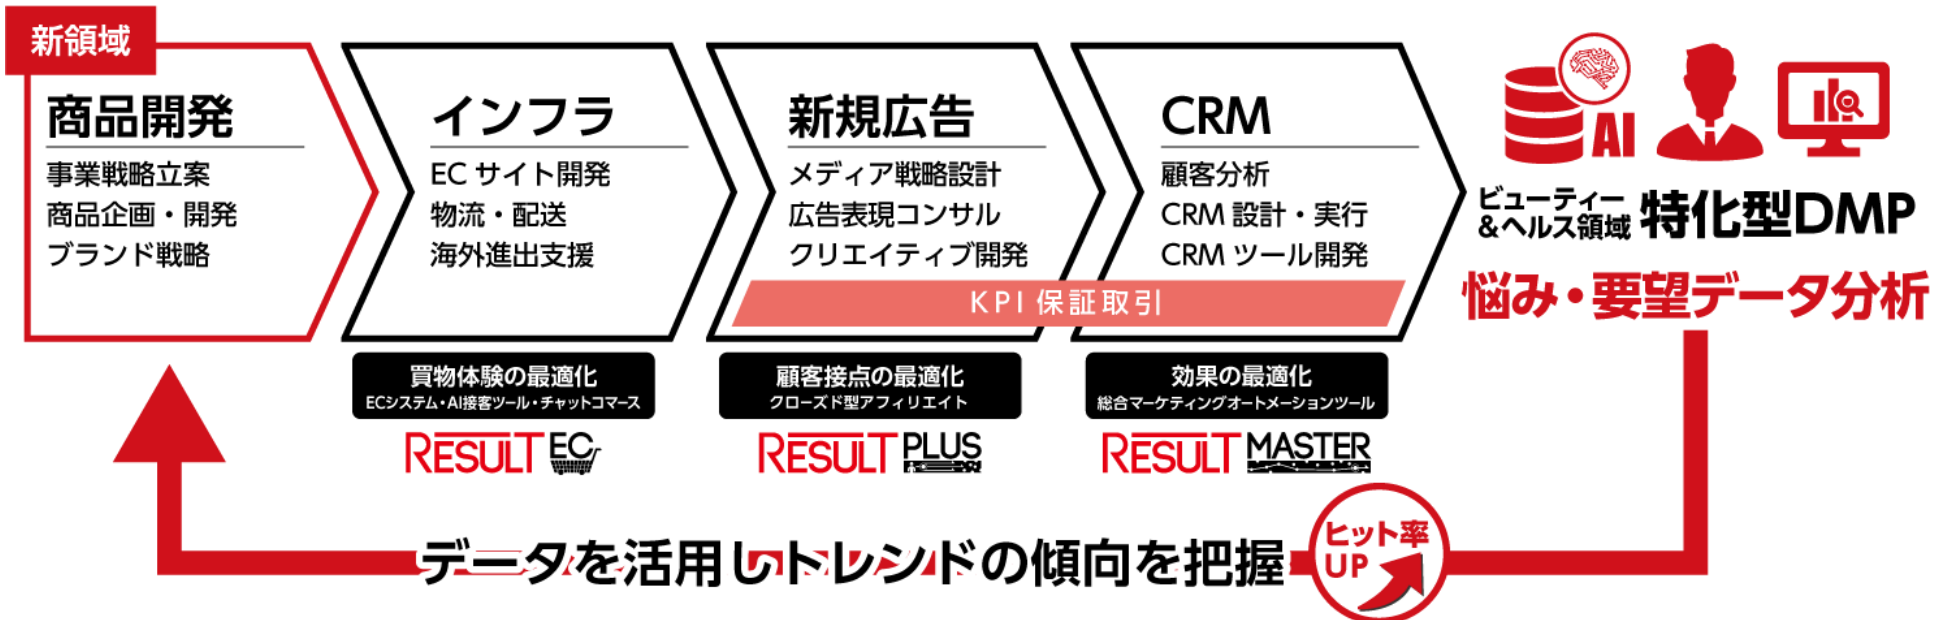 新領域
商品開発
事業戦略立案
商品企画・開発
ブランド戦略
インフラ
EC サイト開発
物流・配送
海外進出支援
新規広告
メディア戦略設計
広告表現コンサル
クリエイティブ開発
CRM
顧客分析
CRM 設計・実行
CRM ツール開発
KPI 保証取引
買物体験の最適化
ECシステム・AI接客ツール・チャットコマース
RESULT EC
顧客接点の最適化
クローズド型アフィリエイト
RESULT PLUS
効果の最適化
総合マーケティングオートメーションツール
RESULT MASTER
AI
ビューティー
&ヘルス領域 特化型DMP
悩み・要望データ分析
データを活用しトレンドの傾向を把握
ヒット率
UP